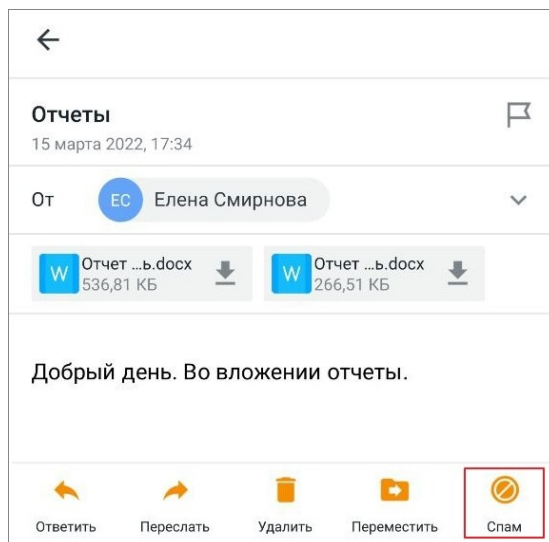 Отчеты
15 марта 2022, 17:34
От ЕС Елена Смирнова
W Отчет ...ь.docx W Отчет ...ь.docx
536,81 КБ 266,51 КБ
Добрый день. Во вложении отчеты.
Ответить Переслать Удалить Переместить Спам